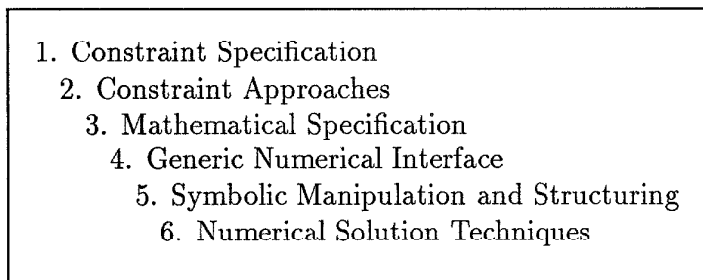 1. Constraint Specification
2. Constraint Approaches
3. Mathematical Specification
4. Generic Numerical Interface
5. Symbolic Manipulation and Structuring
6. Numerical Solution Techniques